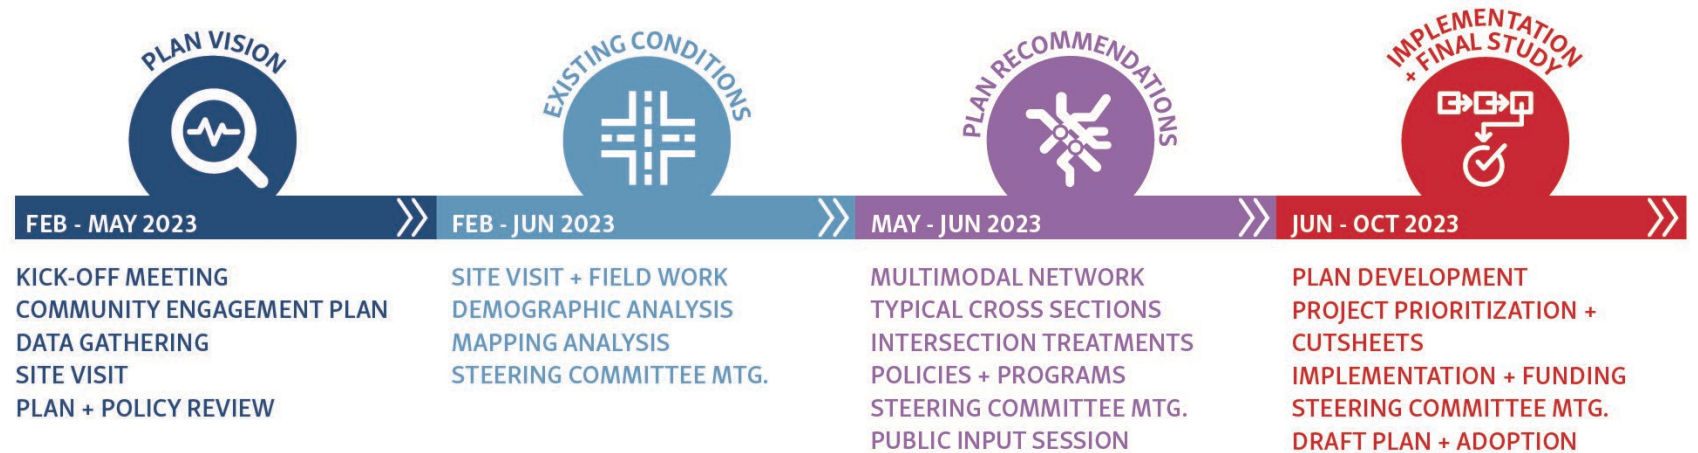 PLAN VISION
FEB - MAY 2023
KICK-OFF MEETING
COMMUNITY ENGAGEMENT PLAN
DATA GATHERING
SITE VISIT
PLAN + POLICY REVIEW
EXISTING CONDITIONS
FEB - JUN 2023
SITE VISIT + FIELD WORK
DEMOGRAPHIC ANALYSIS
MAPPING ANALYSIS
STEERING COMMITTEE MTG.
PLAN RECOMMENDATIONS
MAY - JUN 2023
MULTIMODAL NETWORK
TYPICAL CROSS SECTIONS
INTERSECTION TREATMENTS
POLICIES + PROGRAMS
STEERING COMMITTEE MTG.
PUBLIC INPUT SESSION
IMPLEMENTATION
+ FINAL STUDY
JUN - OCT 2023
PLAN DEVELOPMENT
PROJECT PRIORITIZATION +
CUTSHEETS
IMPLEMENTATION + FUNDING
STEERING COMMITTEE MTG.
DRAFT PLAN + ADOPTION